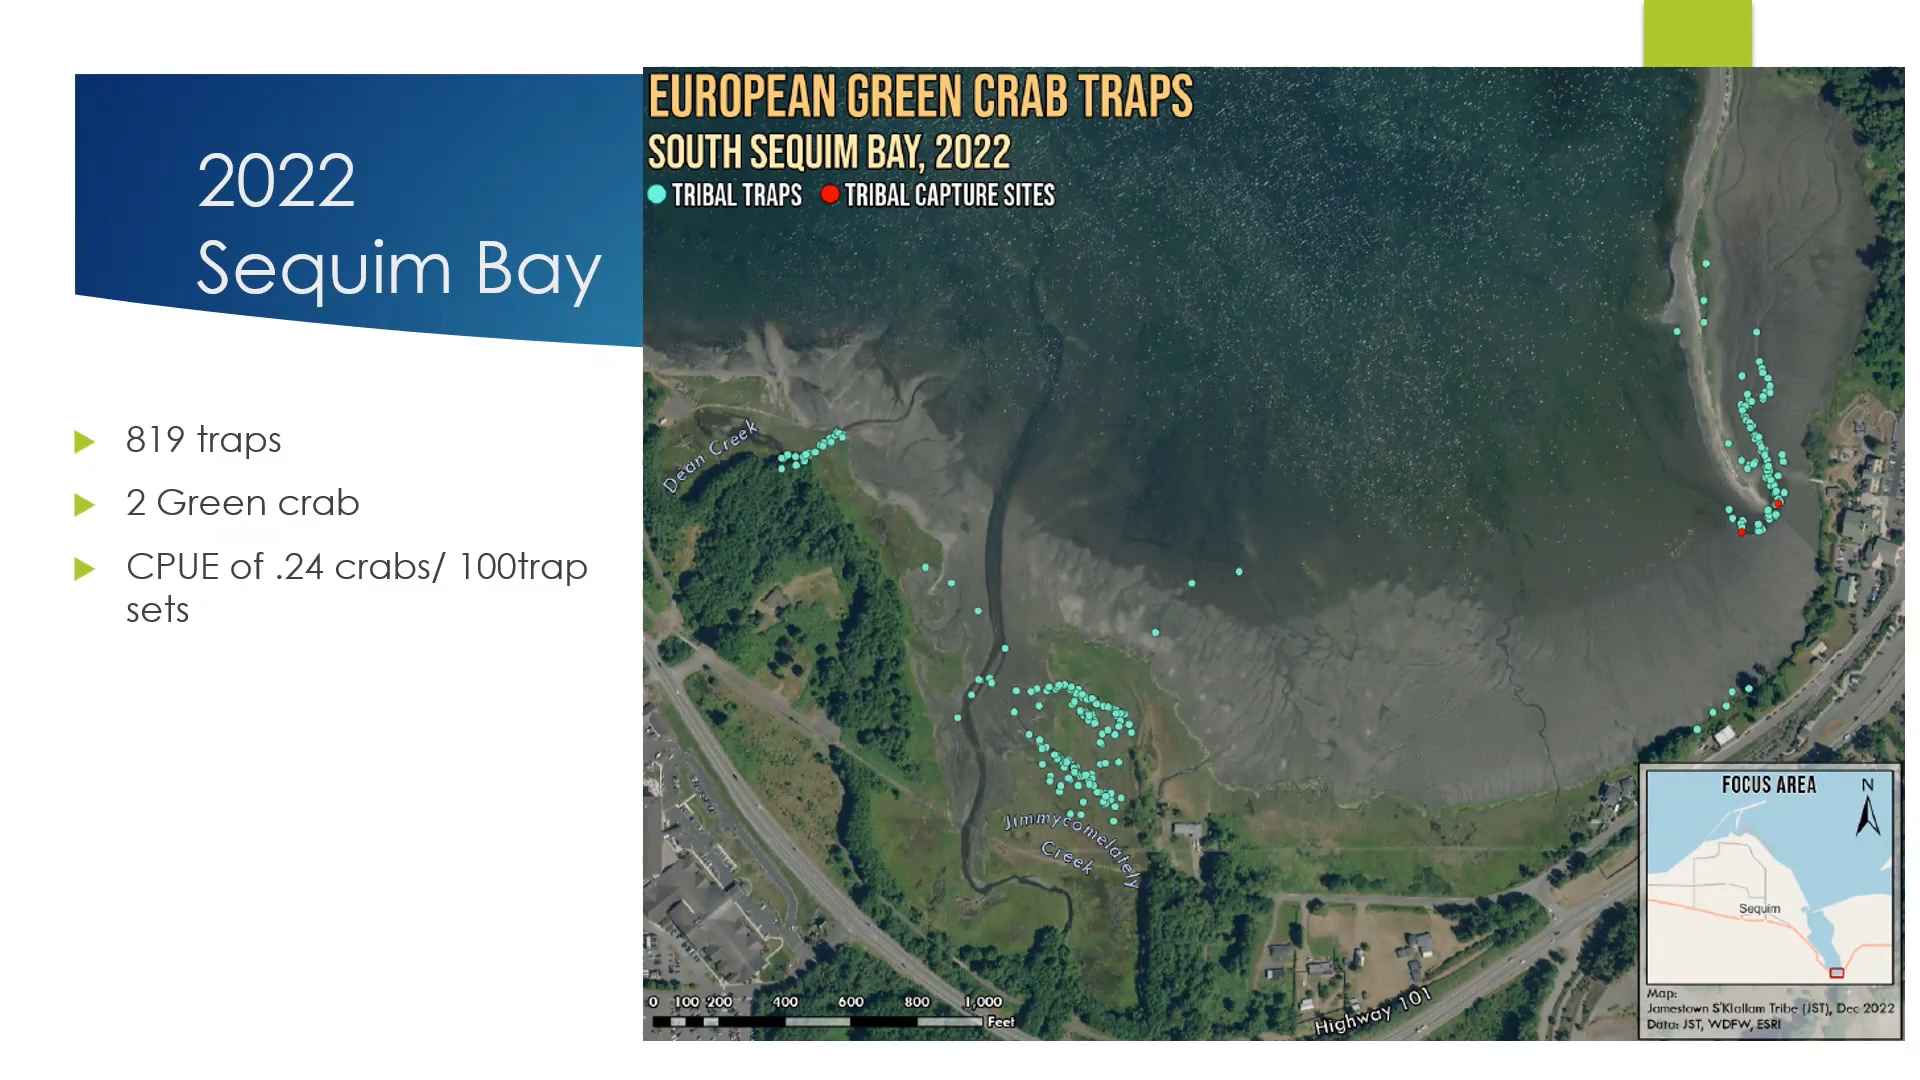 2022
Sequim Bay
819 traps
2 Green crab
CPUE of .24 crabs/ 100trap
sets
EUROPEAN GREEN CRAB TRAPS
SOUTH SEQUIM BAY, 2022
TRIBAL TRAPS TRIBAL CAPTURE SITES
Dean Creek
Jimmycomelately
Creek
Highway 101
0 100 200 400 600 800 1,000
Feet
FOCUS AREA
N
Sequim
Map:
Jamestown S'Klallam Tribe (JST), Dec 2022
Data: JST, WDFW, ESRI